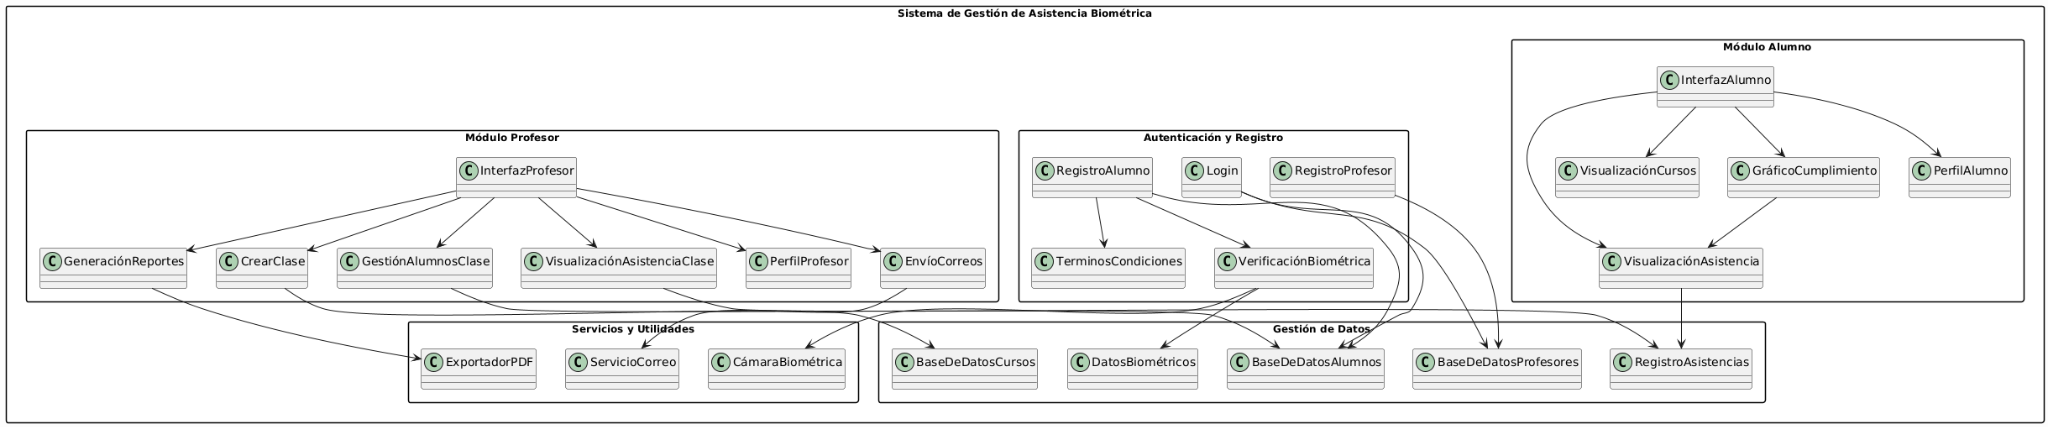 Sistema de Gestión de Asistencia Biométrica
Módulo Alumno
C InterfazAlumno
C VisualizaciónCursos
C GráficoCumplimiento
C PerfilAlumno
C VisualizaciónAsistencia
Módulo Profesor
C InterfazProfesor
C GeneraciónReportes
C CrearClase
C GestiónAlumnosClase
C VisualizaciónAsistenciaClase
C PerfilProfesor
C EnvíoCorreos
Autenticación y Registro
C RegistroAlumno
C Login
C RegistroProfesor
C TerminosCondiciones
C VerificaciónBiométrica
Servicios y Utilidades
C ExportadorPDF
C ServicioCorreo
C CámaraBiométrica
Gestión de Datos
C BaseDeDatosCursos
C DatosBiométricos
C BaseDeDatosAlumnos
C BaseDeDatosProfesores
C RegistroAsistencias